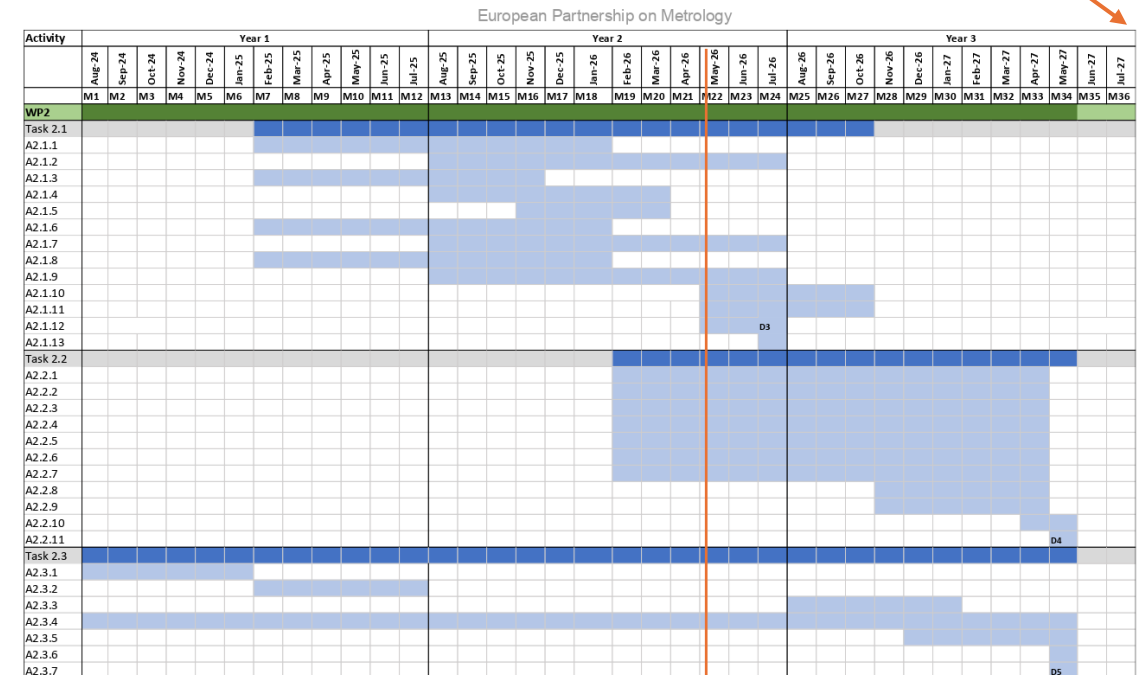 European Partnership on Metrology
Activity Year 1 Year 2 Year 3
Aug-24 Sep-24 Oct-24 Nov-24 Dec-24 Jan-25 Feb-25 Mar-25 Apr-25 May-25 Jun-25 Jul-25 Aug-25 Sep-25 Oct-25 Nov-25 Dec-25 Jan-26 Feb-26 Mar-26 Apr-26 May-26 Jun-26 Jul-26 Aug-26 Sep-26 Oct-26 Nov-26 Dec-26 Jan-27 Feb-27 Mar-27 Apr-27 May-27 Jun-27 Jul-27
M1 M2 M3 M4 M5 M6 M7 M8 M9 M10 M11 M12 M13 M14 M15 M16 M17 M18 M19 M20 M21 M22 M23 M24 M25 M26 M27 M28 M29 M30 M31 M32 M33 M34 M35 M36
WP2
Task 2.1
A2.1.1
A2.1.2
A2.1.3
A2.1.4
A2.1.5
A2.1.6
A2.1.7
A2.1.8
A2.1.9
A2.1.10
A2.1.11
A2.1.12 D3
A2.1.13
Task 2.2
A2.2.1
A2.2.2
A2.2.3
A2.2.4
A2.2.5
A2.2.6
A2.2.7
A2.2.8
A2.2.9
A2.2.10
A2.2.11 D4
Task 2.3
A2.3.1
A2.3.2
A2.3.3
A2.3.4
A2.3.5
A2.3.6
A2.3.7 D5